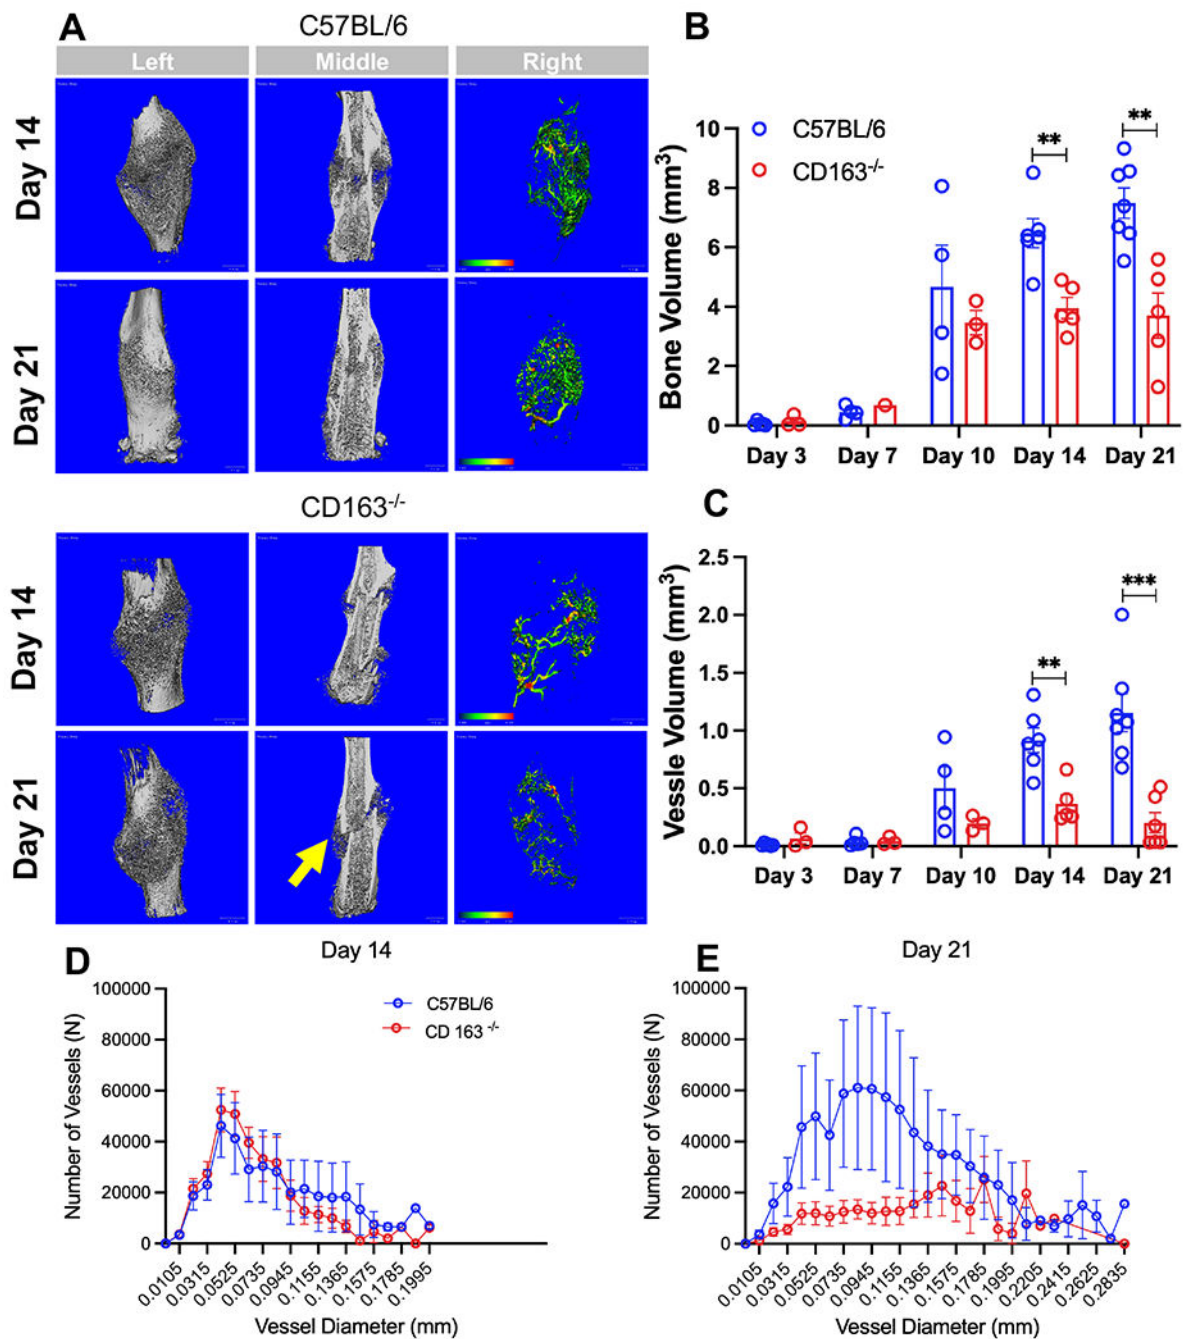 A
C57BL/6
Left Middle Right
Day 14
Day 21
CD163-/-
Day 14
Day 21
B
C57BL/6
CD163-/-
** **
Bone Volume (mm3)
10
8
6
4
2
0
Day 3 Day 7 Day 10 Day 14 Day 21
C
** ***
Vessle Volume (mm3)
2.5
2.0
1.5
1.0
0.5
0.0
Day 3 Day 7 Day 10 Day 14 Day 21
D
Day 14
C57BL/6
CD 163 -/-
Number of Vessels (N)
100000
80000
60000
40000
20000
0
0.0105 0.0315 0.0525 0.0735 0.0945 0.1155 0.1365 0.1575 0.1785 0.1995
Vessel Diameter (mm)
E
Day 21
Number of Vessels (N)
100000
80000
60000
40000
20000
0
0.0105 0.0315 0.0525 0.0735 0.0945 0.1155 0.1365 0.1575 0.1785 0.1995 0.2205 0.2415 0.2625 0.2835
Vessel Diameter (mm)